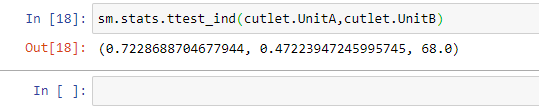 In [18]: sm.stats.ttest_ind(cutlet.UnitA,cutlet.UnitB)
Out[18]: (0.7228688704677944, 0.47223947245995745, 68.0)
In [ ]: